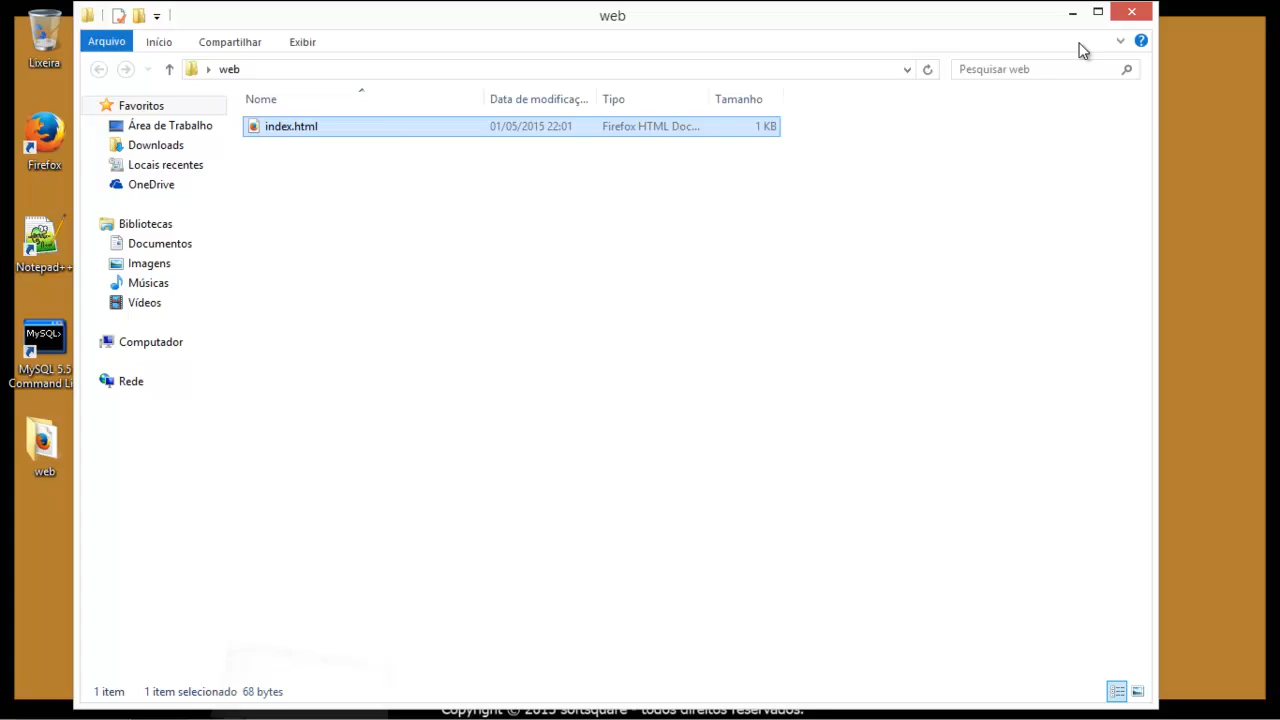 web
Arquivo Início Compartilhar Exibir
web
Pesquisar web
Nome Data de modificaç... Tipo Tamanho
index.html 01/05/2015 22:01 Firefox HTML Doc... 1 KB
Favoritos
Área de Trabalho
Downloads
Locais recentes
OneDrive
Bibliotecas
Documentos
Imagens
Músicas
Vídeos
Computador
Rede
1 item 1 item selecionado 68 bytes
Lixeira
Firefox
Notepad++
MySQL>
MySQL 5.5
Command Li
web
Copyright © 2015 softsquare - todos direitos reservados.